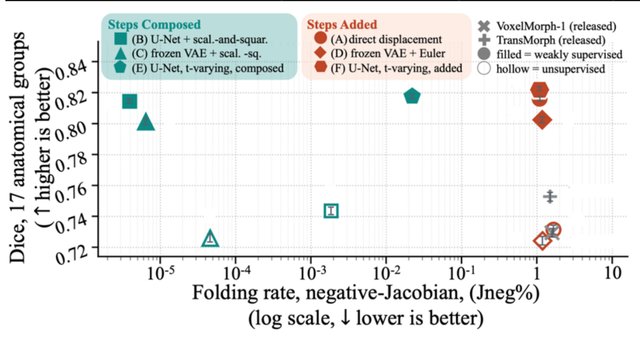 Steps Composed
(B) U-Net + scal.-and-squar.
(C) frozen VAE + scal. -sq.
(E) U-Net, t-varying, composed
Steps Added
(A) direct displacement
(D) frozen VAE + Euler
(F) U-Net, t-varying, added
VoxelMorph-1 (released)
TransMorph (released)
filled = weakly supervised
hollow = unsupervised
Dice, 17 anatomical groups
(↑ higher is better)
0.84
0.82
0.80
0.78
0.76
0.74
0.72
10⁻⁵
10⁻⁴
10⁻³
10⁻²
10⁻¹
1
10
Folding rate, negative-Jacobian, (Jneg%)
(log scale, ↓ lower is better)